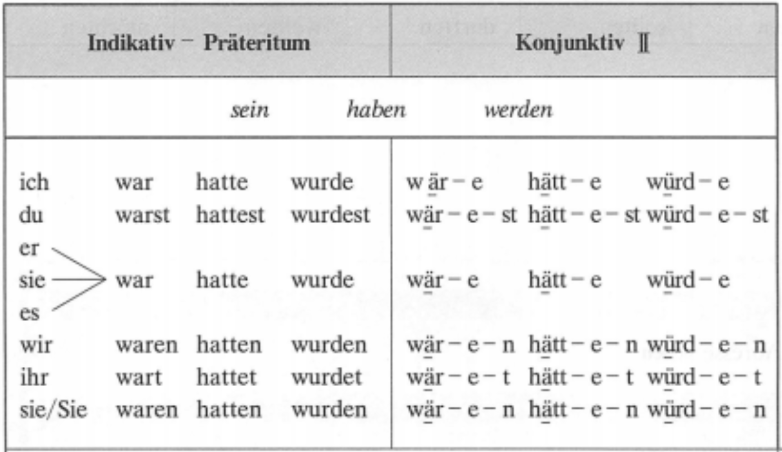 Indikativ – Präteritum Konjunktiv Ⅱ
sein haben werden
ich war hatte wurde wär – e hätt – e würd – e
du warst hattest wurdest wär – e – st hätt – e – st würd – e – st
er
sie war hatte wurde wär – e hätt – e würd – e
es
wir waren hatten wurden wär – e – n hätt – e – n würd – e – n
ihr wart hattet wurdet wär – e – t hätt – e – t würd – e – t
sie/Sie waren hatten wurden wär – e – n hätt – e – n würd – e – n